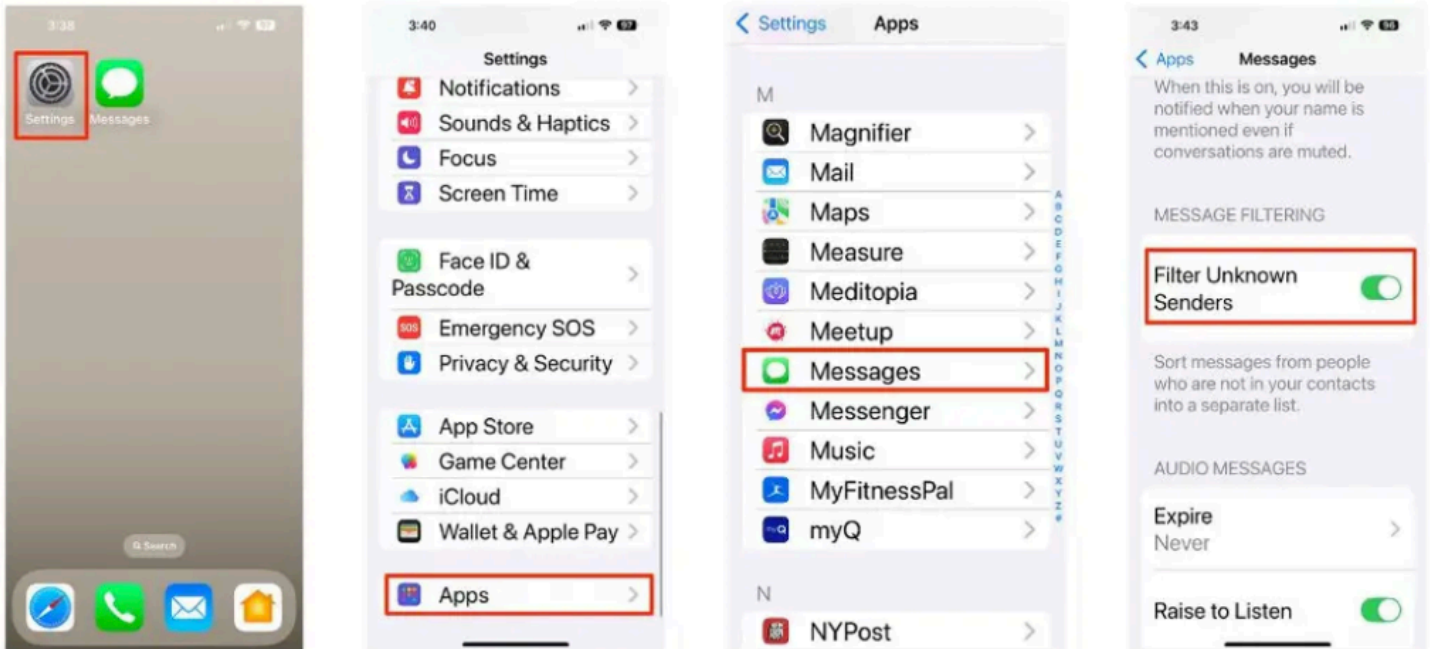 3:38
Settings
Messages
Search
3:40
97
Settings
Notifications
Sounds & Haptics
Focus
Screen Time
Face ID &
Passcode
SOS
Emergency SOS
Privacy & Security
App Store
Game Center
iCloud
Wallet & Apple Pay
Apps
Settings
Apps
M
Magnifier
Mail
Maps
Measure
Meditopia
Meetup
Messages
Messenger
Music
MyFitnessPal
myQ
N
NYPost
A
B
C
D
E
F
G
H
I
J
K
L
M
N
O
P
Q
R
S
T
U
V
W
X
Y
Z
#
3:43
96
Apps
Messages
When this is on, you will be
notified when your name is
mentioned even if
conversations are muted.
MESSAGE FILTERING
Filter Unknown
Senders
Sort messages from people
who are not in your contacts
into a separate list.
AUDIO MESSAGES
Expire
Never
Raise to Listen